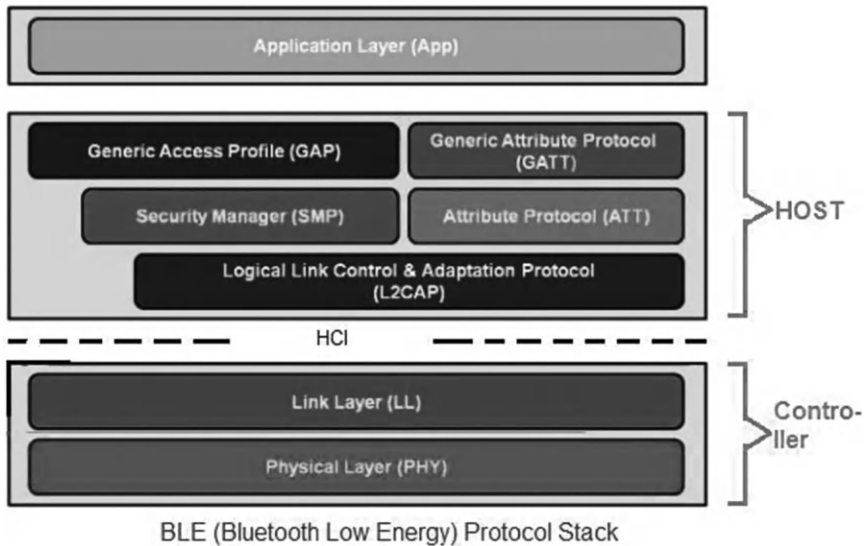 Application Layer (App)
Generic Access Profile (GAP)
Generic Attribute Protocol
(GATT)
Security Manager (SMP)
Attribute Protocol (ATT)
Logical Link Control & Adaptation Protocol
(L2CAP)
HOST
HCI
Link Layer (LL)
Physical Layer (PHY)
Contro-
ller
BLE (Bluetooth Low Energy) Protocol Stack